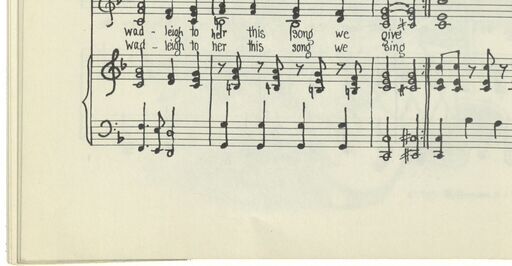 wad - leigh to her this song we give
wad - leigh to her this song we sing